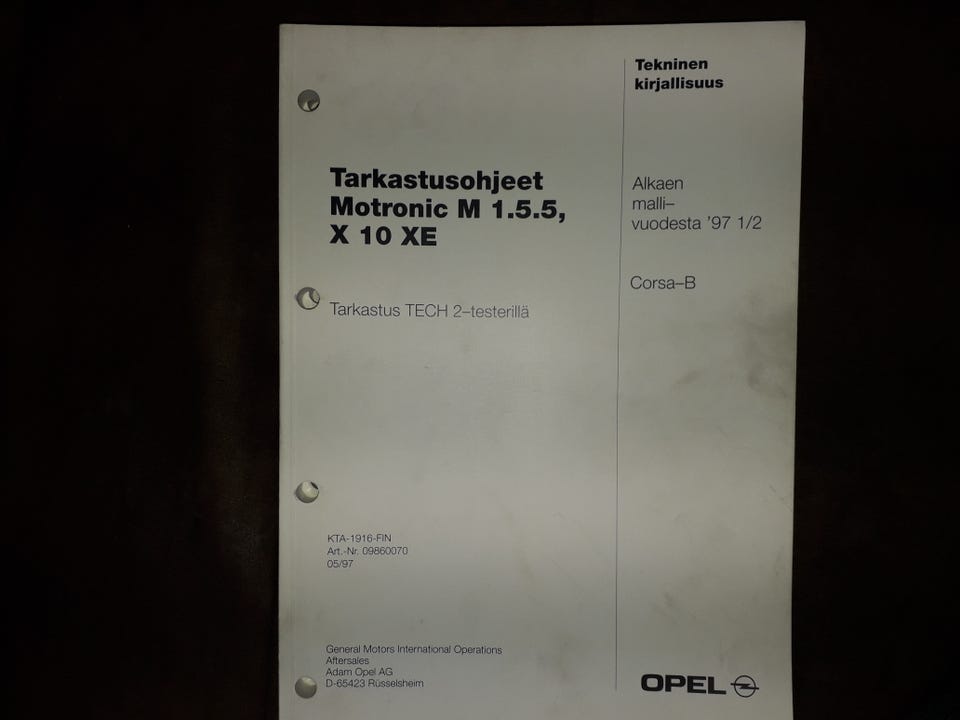 Tekninen
kirjallisuus
Tarkastusohjeet
Motronic M 1.5.5,
X 10 XE
Alkaen
malli–
vuodesta '97 1/2
Corsa–B
Tarkastus TECH 2–testerillä
KTA-1916-FIN
Art.-Nr. 09860070
05/97
General Motors International Operations
Aftersales
Adam Opel AG
D-65423 Rüsselsheim
OPEL